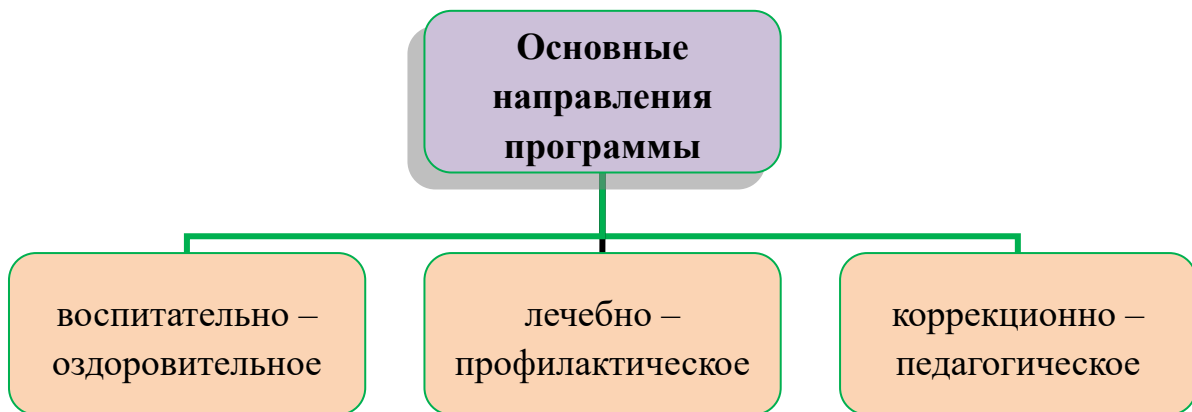 Основные
направления
программы
воспитательно –
оздоровительное
лечебно –
профилактическое
коррекционно –
педагогическое